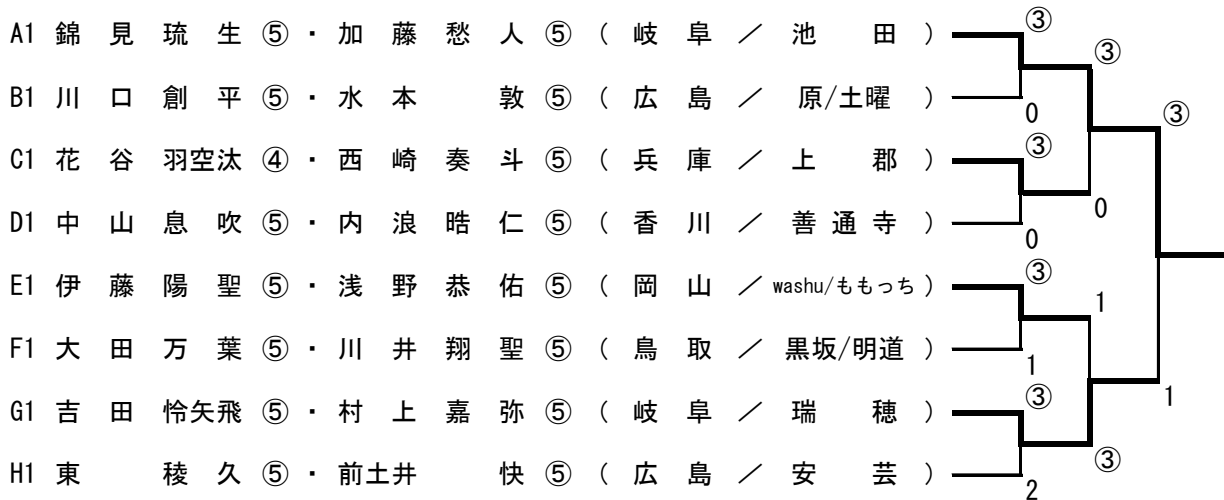 A1 錦見琉生 ⑤ ・ 加藤愁人 ⑤ ( 岐阜 / 池田 ) ③
③
B1 川口創平 ⑤ ・ 水本敦 ⑤ ( 広島 / 原/土曜 ) 0
③
C1 花谷羽空汰 ④ ・ 西崎奏斗 ⑤ ( 兵庫 / 上郡 ) ③
0
D1 中山息吹 ⑤ ・ 内浪晧仁 ⑤ ( 香川 / 善通寺 ) 0
E1 伊藤陽聖 ⑤ ・ 浅野恭佑 ⑤ ( 岡山 / washu/ももっち ) ③
1
F1 大田万葉 ⑤ ・ 川井翔聖 ⑤ ( 鳥取 / 黒坂/明道 ) 1
1
G1 吉田怜矢飛 ⑤ ・ 村上嘉弥 ⑤ ( 岐阜 / 瑞穂 ) ③
③
H1 東稜久 ⑤ ・ 前土井快 ⑤ ( 広島 / 安芸 ) 2